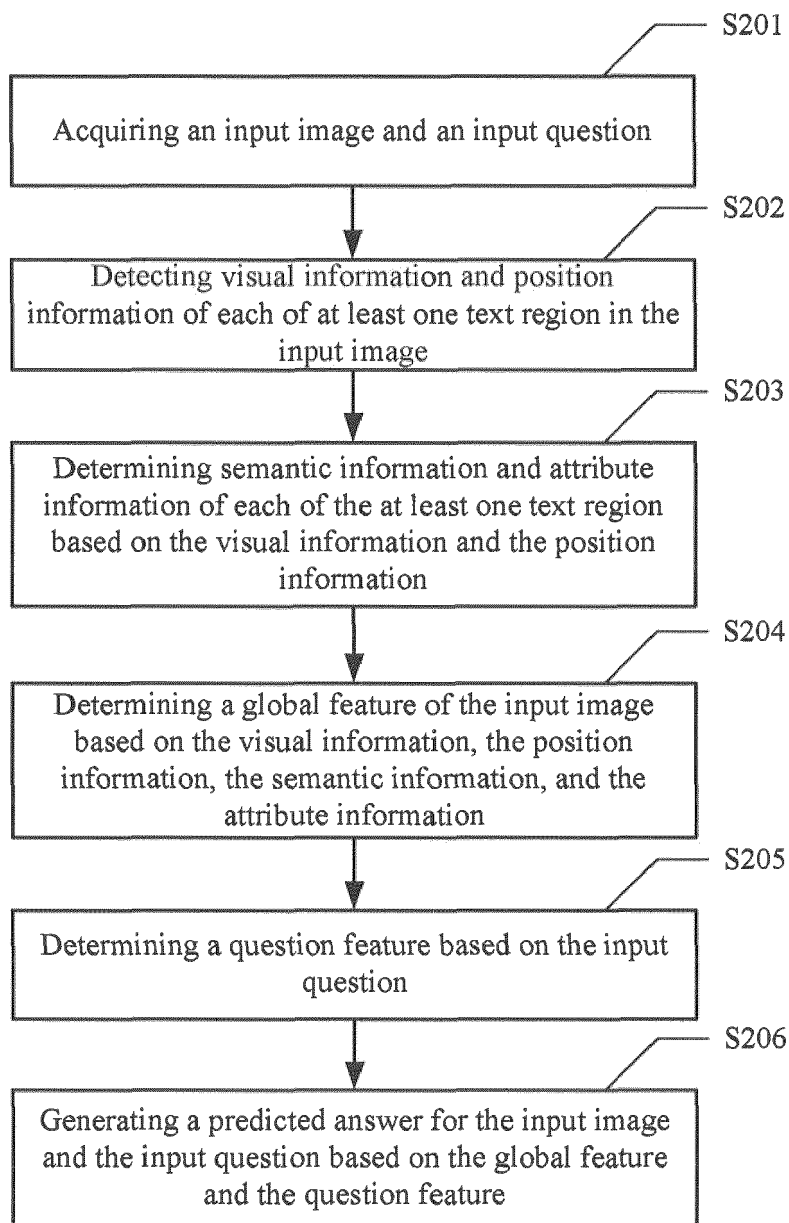 S201
Acquiring an input image and an input question
S202
Detecting visual information and position
information of each of at least one text region in the
input image
S203
Determining semantic information and attribute
information of each of the at least one text region
based on the visual information and the position
information
S204
Determining a global feature of the input image
based on the visual information, the position
information, the semantic information, and the
attribute information
S205
Determining a question feature based on the input
question
S206
Generating a predicted answer for the input image
and the input question based on the global feature
and the question feature